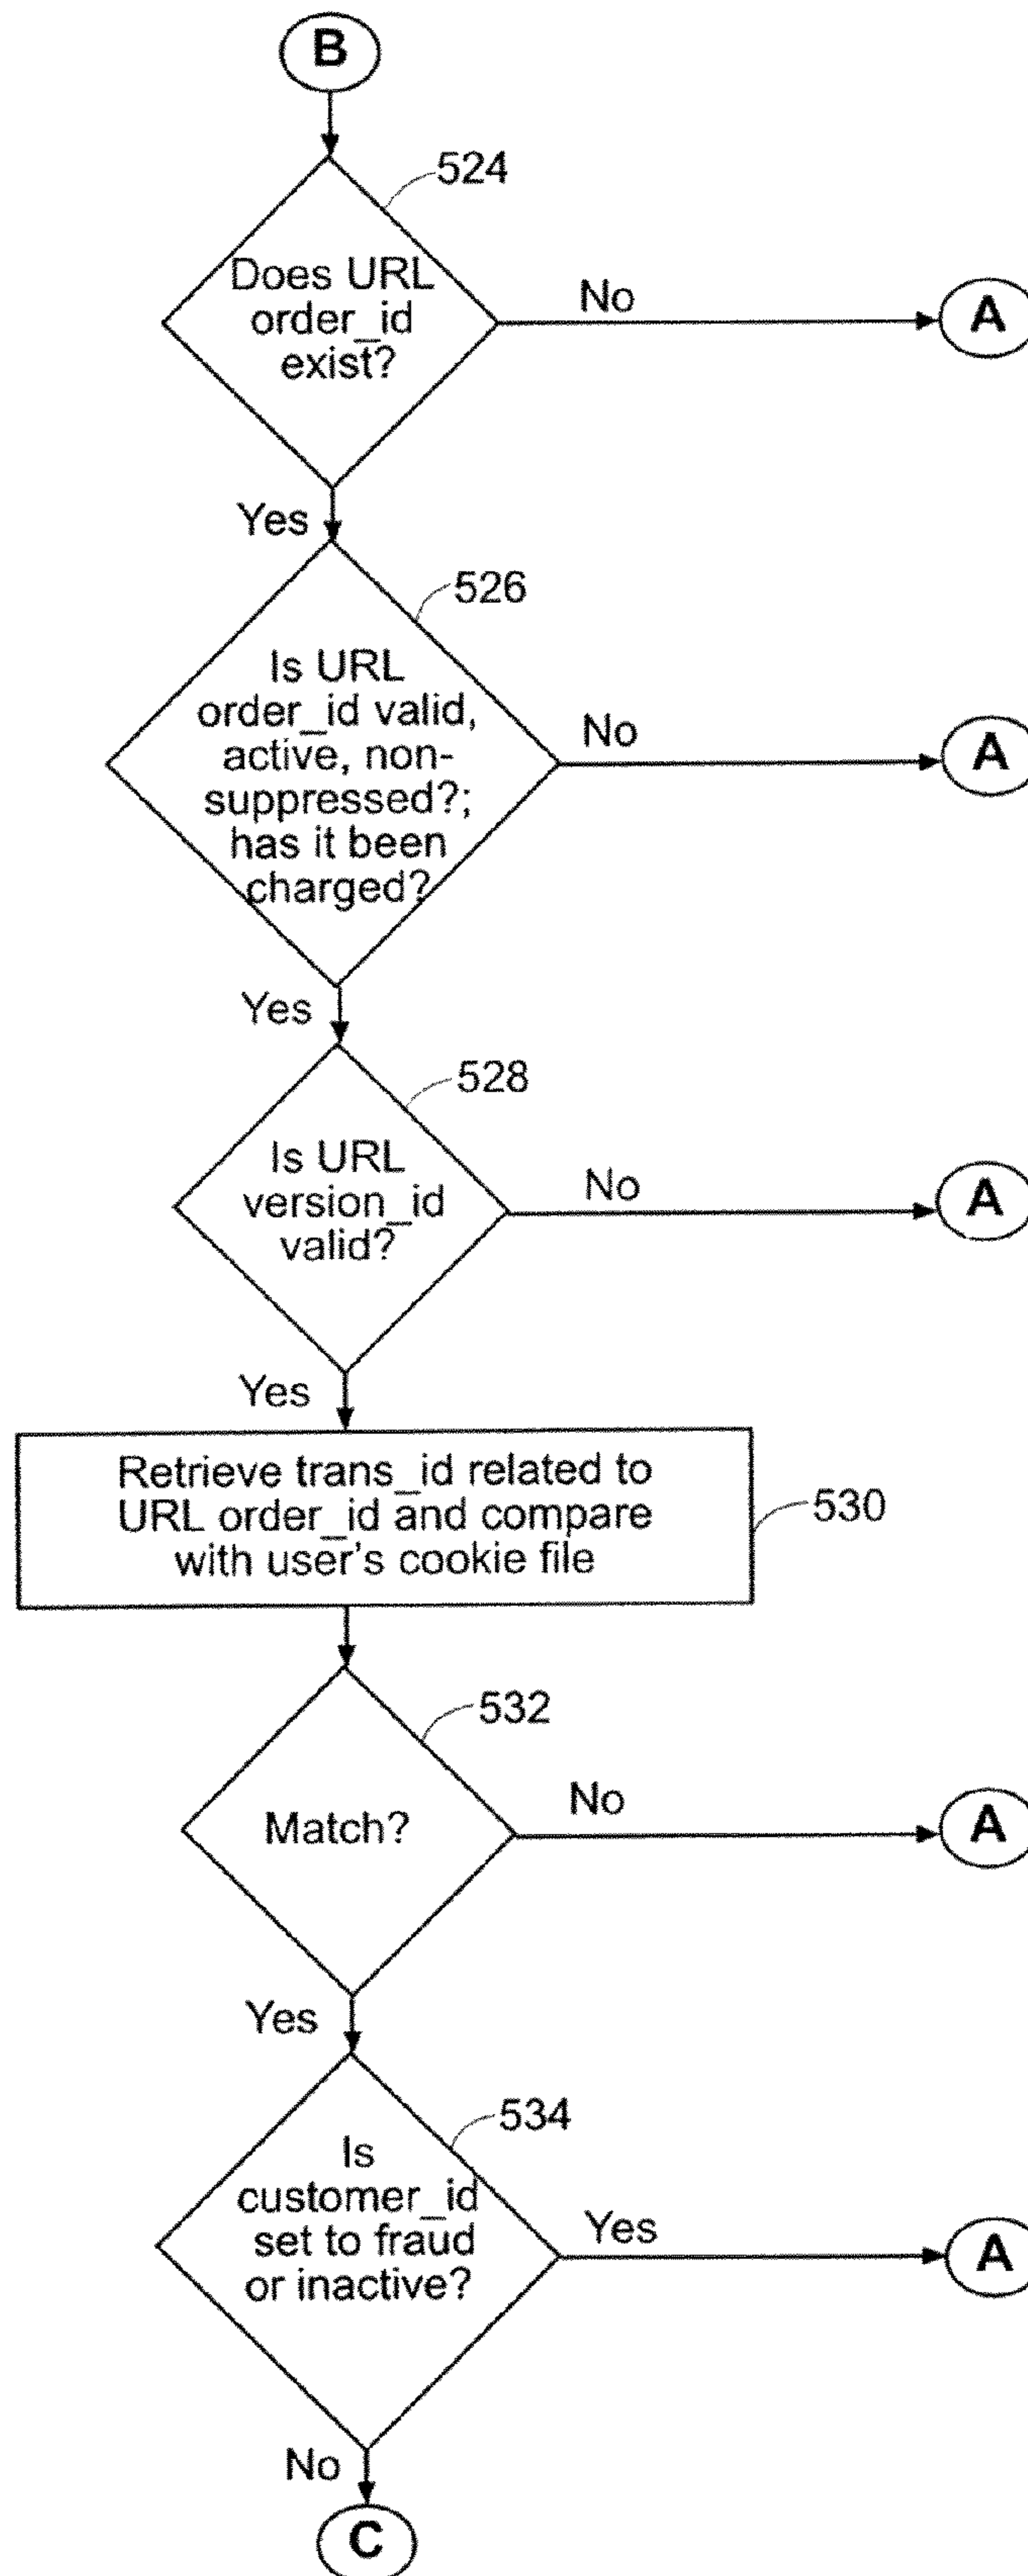 B
524
Does URL
order_id
exist?
No
A
Yes
526
Is URL
order_id valid,
active, non-
suppressed?;
has it been
charged?
No
A
Yes
528
Is URL
version_id
valid?
No
A
Yes
Retrieve trans_id related to
URL order_id and compare
with user's cookie file
530
532
Match?
No
A
Yes
534
Is
customer_id
set to fraud
or inactive?
Yes
A
No
C